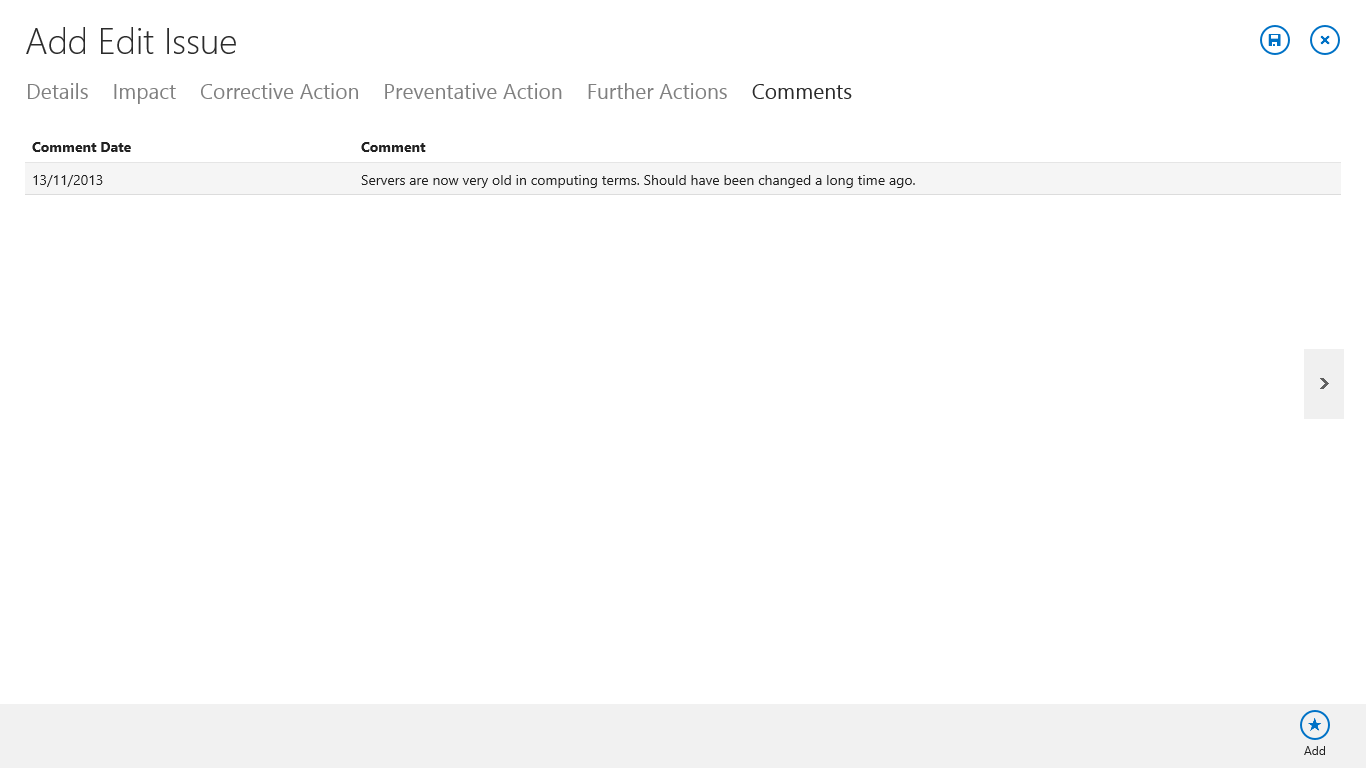 Add Edit Issue
Details Impact Corrective Action Preventative Action Further Actions Comments
Comment Date Comment
13/11/2013 Servers are now very old in computing terms. Should have been changed a long time ago.
Add